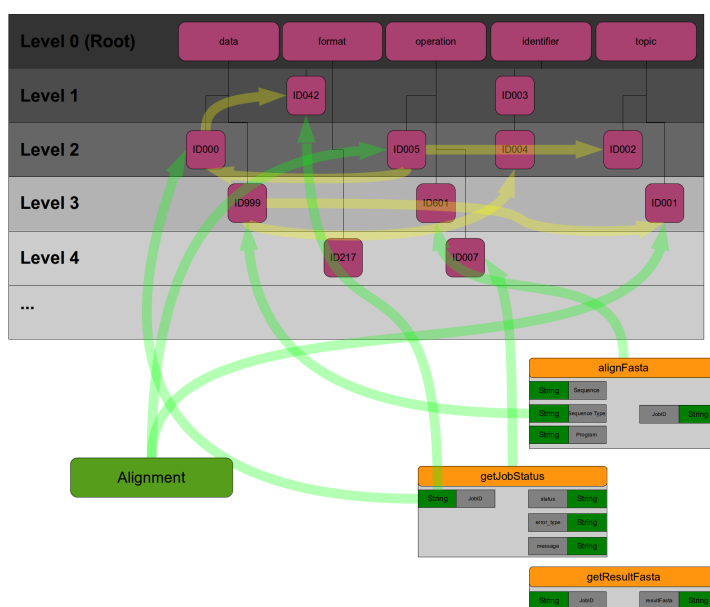 Level 0 (Root) data format operation identifier topic
Level 1 ID042 ID003
Level 2 ID000 ID005 ID004 ID002
Level 3 ID999 ID601 ID001
Level 4 ID217 ID007
...
alignFasta
String Sequence
String Sequence Type JobID String
String Program
Alignment
getJobStatus
String JobID status String
error_type String
message String
getResultFasta
String JobID resultFasta String